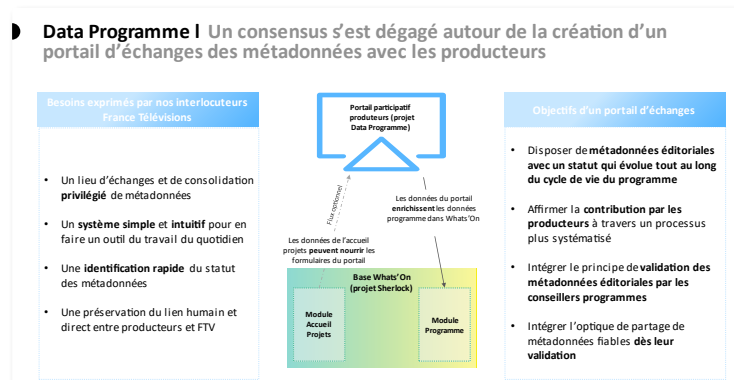 Data Programme l Un consensus s’est dégagé autour de la création d’un
portail d’échanges des métadonnées avec les producteurs
Besoins exprimés par nos interlocuteurs
France Télévisions
• Un lieu d’échanges et de consolidation
privilégié de métadonnées
• Un système simple et intuitif pour en
faire un outil du travail du quotidien
• Une identification rapide du statut
des métadonnées
• Une préservation du lien humain et
direct entre producteurs et FTV
Portail participatif
produteurs (projet
Data Programme)
Flux optionnel
Les données du portail
enrichissent les données
programme dans Whats’On
Les données de l’accueil
projets peuvent nourrir les
formulaires du portail
Base Whats’On
(projet Sherlock)
Module
Accueil
Projets
Module
Programme
Objectifs d’un portail d’échanges
• Disposer de métadonnées éditoriales
avec un statut qui évolue tout au long
du cycle de vie du programme
• Affirmer la contribution par les
producteurs à travers un processus
plus systématisé
• Intégrer le principe de validation des
métadonnées éditoriales par les
conseillers programmes
• Intégrer l’optique de partage de
métadonnées fiables dès leur
validation